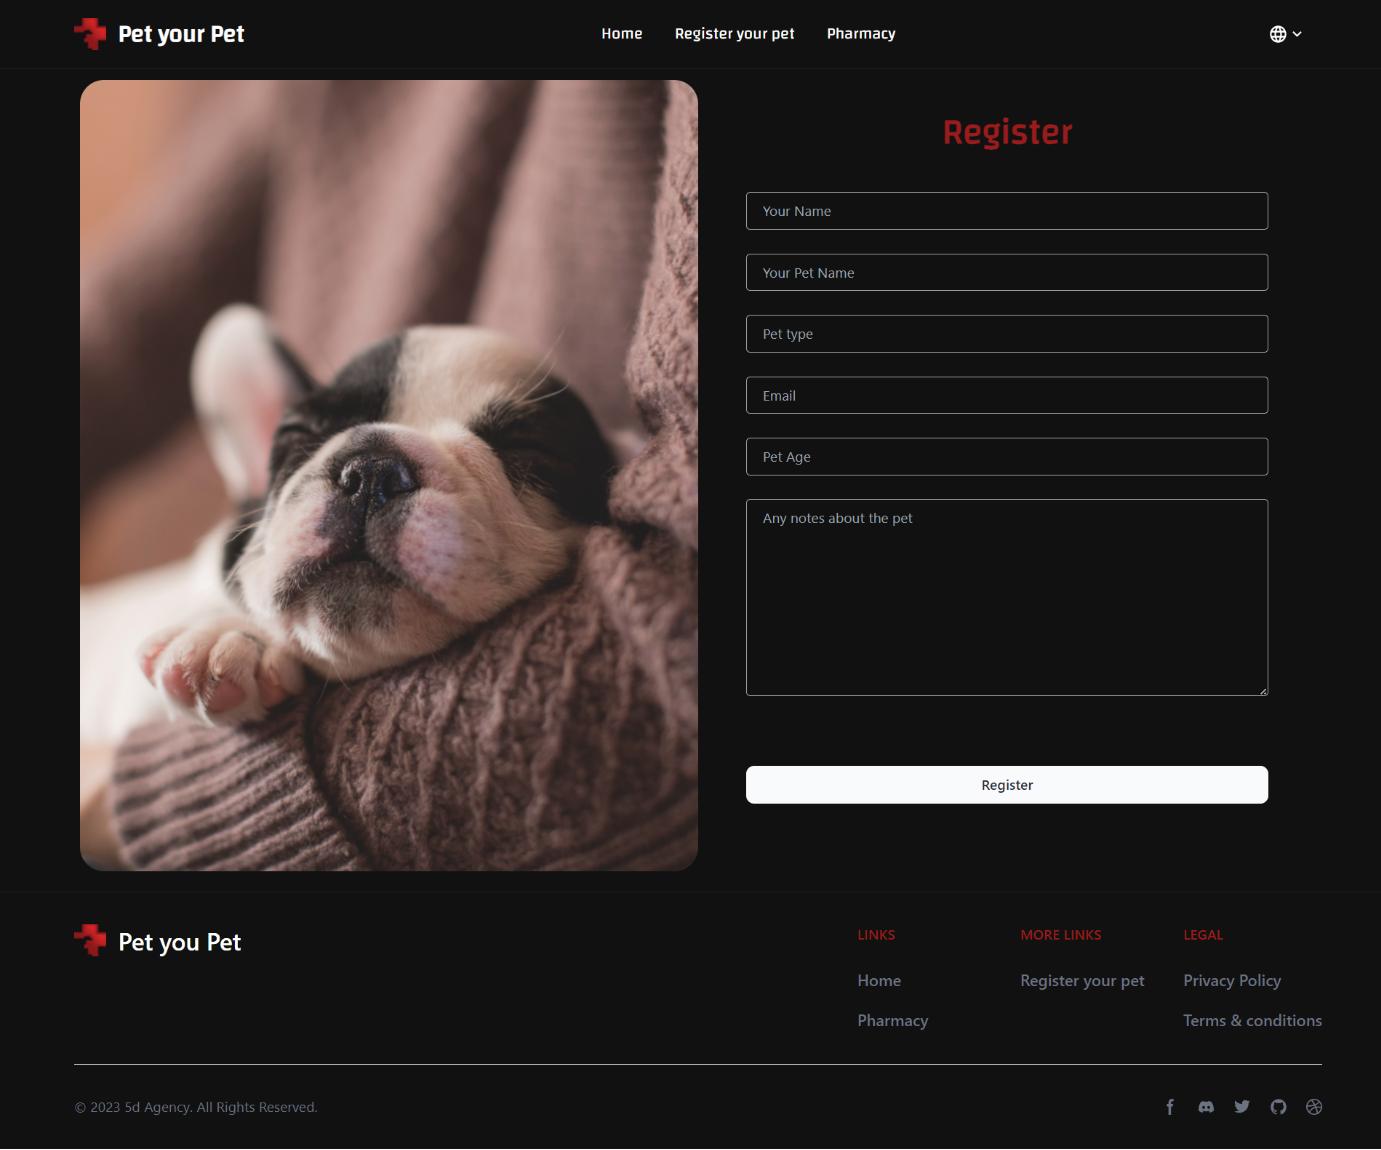 Pet your Pet
Home
Register your pet
Pharmacy
Register
Your Name
Your Pet Name
Pet type
Email
Pet Age
Any notes about the pet
Register
Pet you Pet
LINKS
Home
Pharmacy
MORE LINKS
Register your pet
LEGAL
Privacy Policy
Terms & conditions
© 2023 5d Agency. All Rights Reserved.